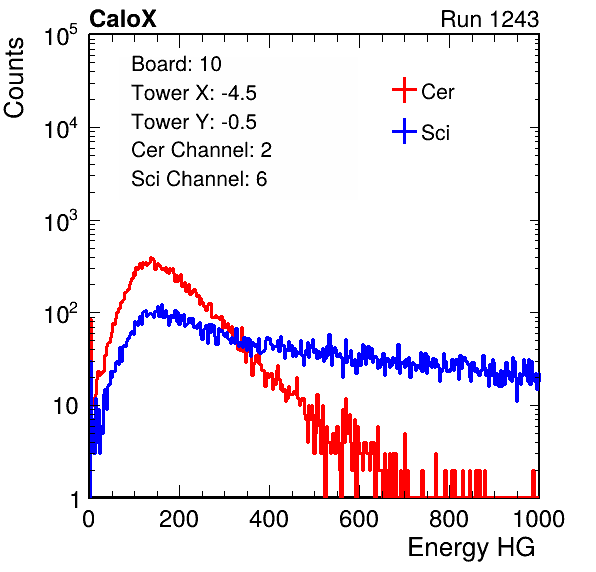 CaloX Run 1243
Counts
Board: 10
Tower X: -4.5
Tower Y: -0.5
Cer Channel: 2
Sci Channel: 6
Cer
Sci
10^5
10^4
10^3
10^2
10
1
0 200 400 600 800 1000
Energy HG